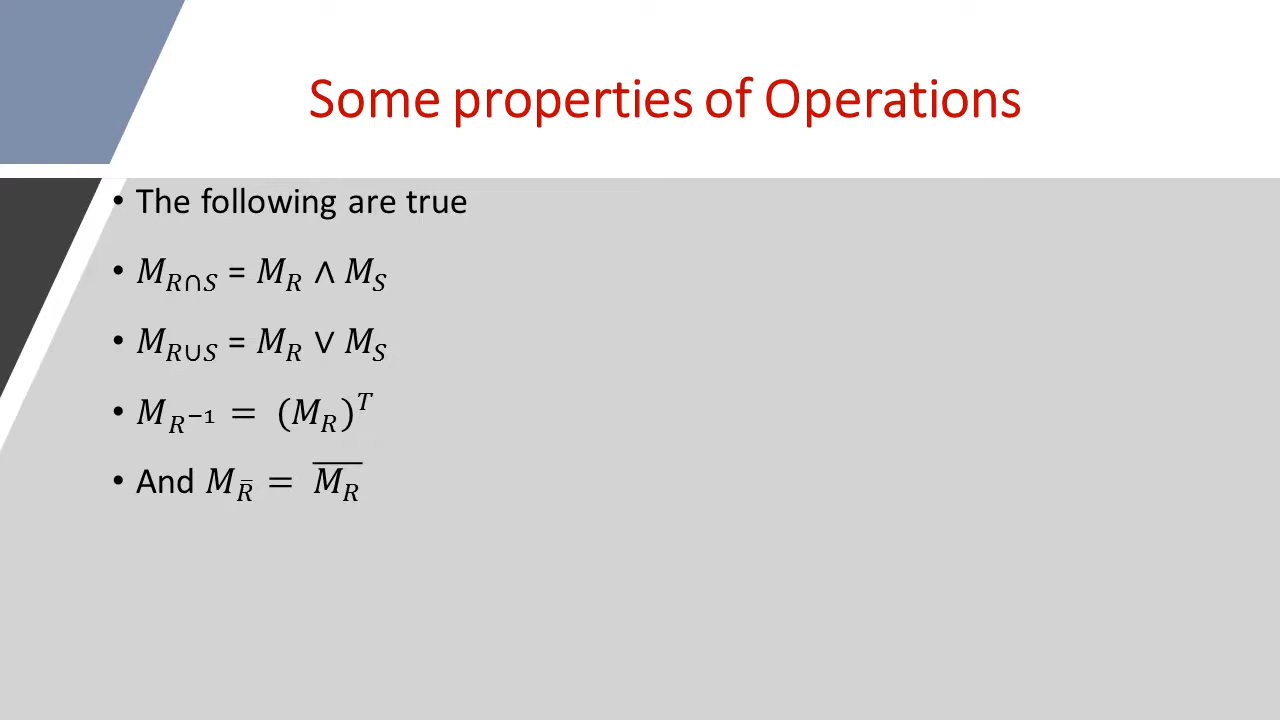 Some properties of Operations
• The following are true
• $M_{R∩S}$ = $M_R ∧ M_S$
• $M_{R∪S}$ = $M_R ∨ M_S$
• $M_{R^{-1}} = (M_R)^T$
• And $M_{\bar{R}} = \overline{M_R}$